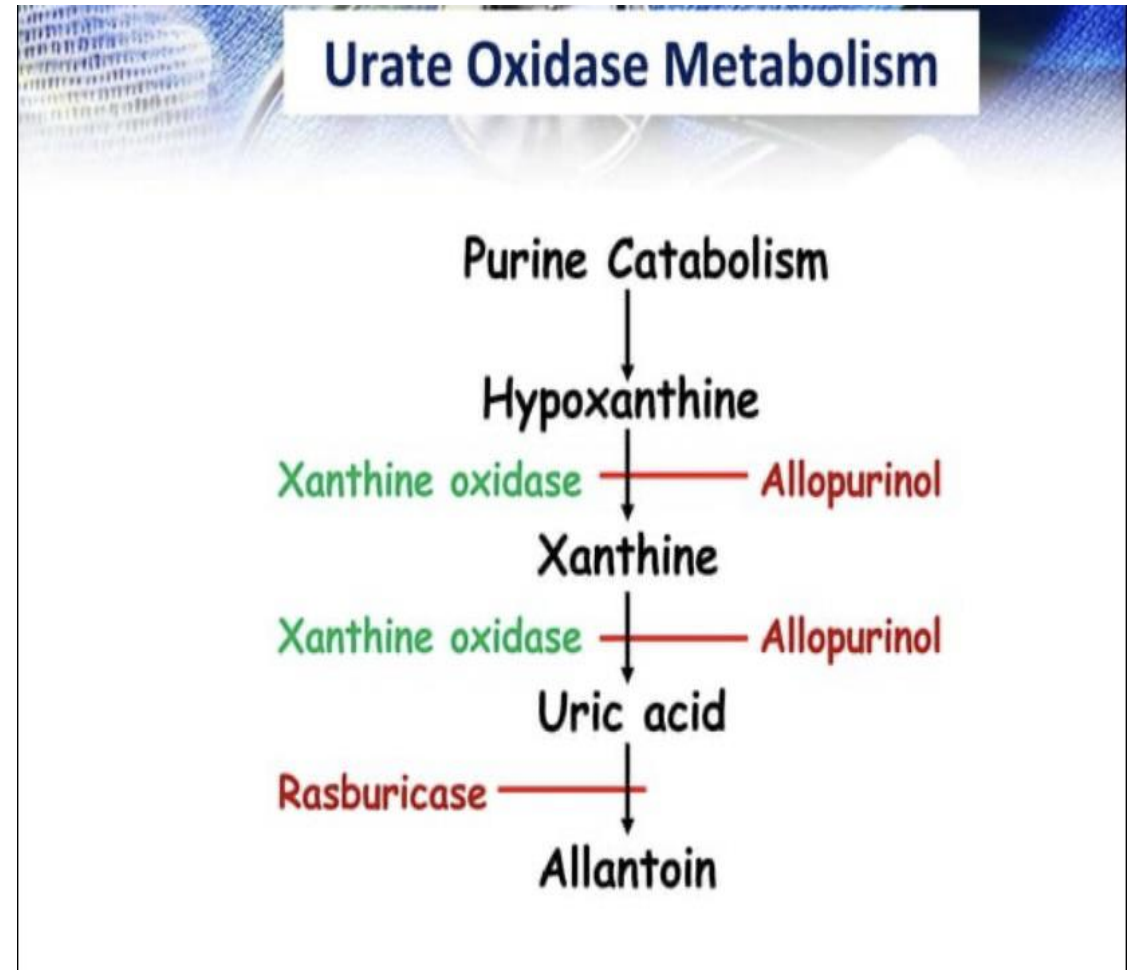 Urate Oxidase Metabolism
Purine Catabolism
Hypoxanthine
Xanthine oxidase Allopurinol
Xanthine
Xanthine oxidase Allopurinol
Uric acid
Rasburicase
Allantoin